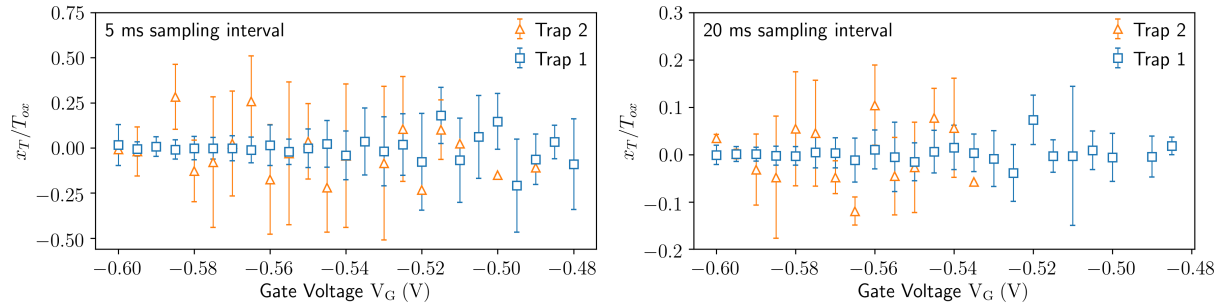 5 ms sampling interval
Trap 2
Trap 1
0.75
0.50
0.25
0.00
−0.25
−0.50
x_T/T_ox
−0.60 −0.58 −0.56 −0.54 −0.52 −0.50 −0.48
Gate Voltage V_G (V)
20 ms sampling interval
Trap 2
Trap 1
0.3
0.2
0.1
0.0
−0.1
−0.2
x_T/T_ox
−0.60 −0.58 −0.56 −0.54 −0.52 −0.50 −0.48
Gate Voltage V_G (V)